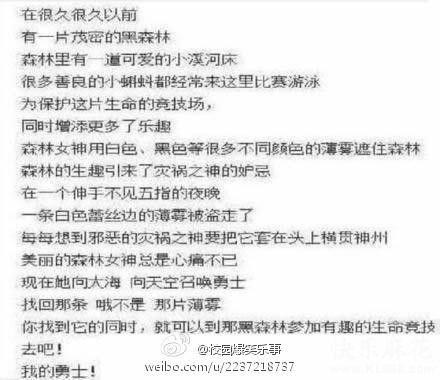 在很久很久以前
有一片茂密的黑森林
森林里有一道可爱的小溪河床
很多善良的小蝌蚪都经常来这里比赛游泳
为保护这片生命的竞技场，
同时增添更多了乐趣
森林女神用白色、黑色等很多不同颜色的薄雾遮住森林
森林的生趣引来了灾祸之神的妒忌
在一个伸手不见五指的夜晚
一条白色蕾丝边的薄雾被盗走了
每每想到邪恶的灾祸之神要把它套在头上横贯神州
美丽的森林女神总是心痛不已
现在她向大海 向天空召唤勇士
找回那条 哦不是 那片薄雾
你找到它的同时，就可以到那黑森林参加有趣的生命竞技
去吧！
我的勇士！
@校园爆笑乐事
weibo.com/u/2237218737
快乐麻花